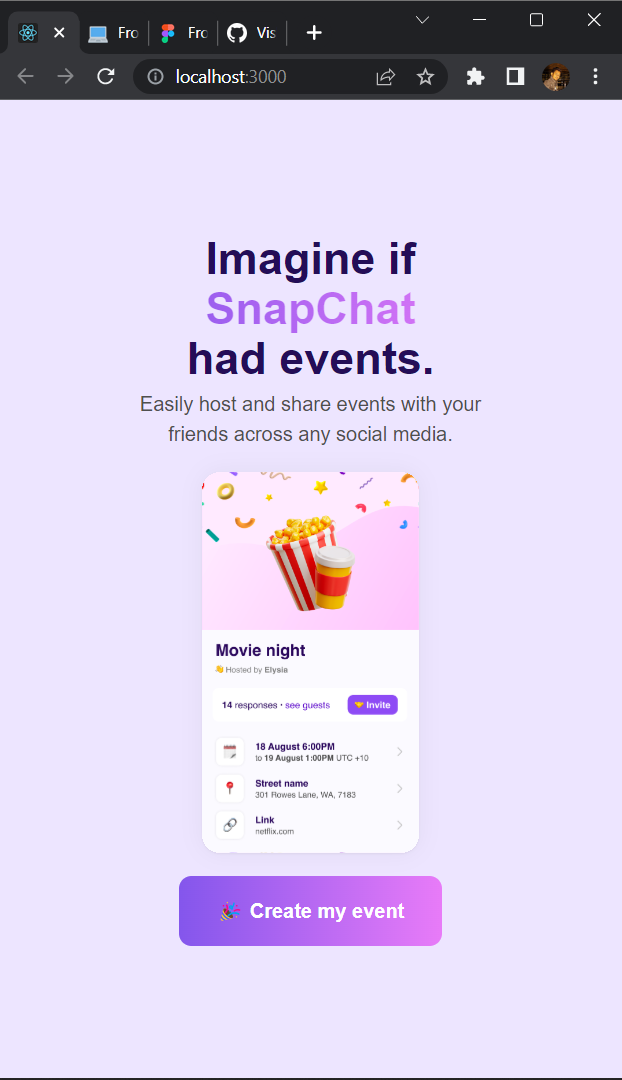 Fro
Fro
Vis
localhost:3000
Imagine if
SnapChat
had events.
Easily host and share events with your
friends across any social media.
Movie night
👋 Hosted by Elysia
14 responses · see guests
🤝 Invite
18 August 6:00PM
to 19 August 1:00PM UTC +10
Street name
301 Rowes Lane, WA, 7183
Link
netflix.com
🎉 Create my event